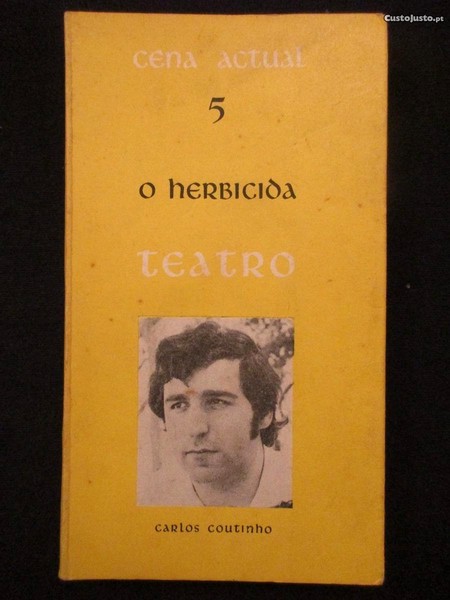 CustoJusto.pt
cena actual
5
o herbicida
teatro
carlos coutinho